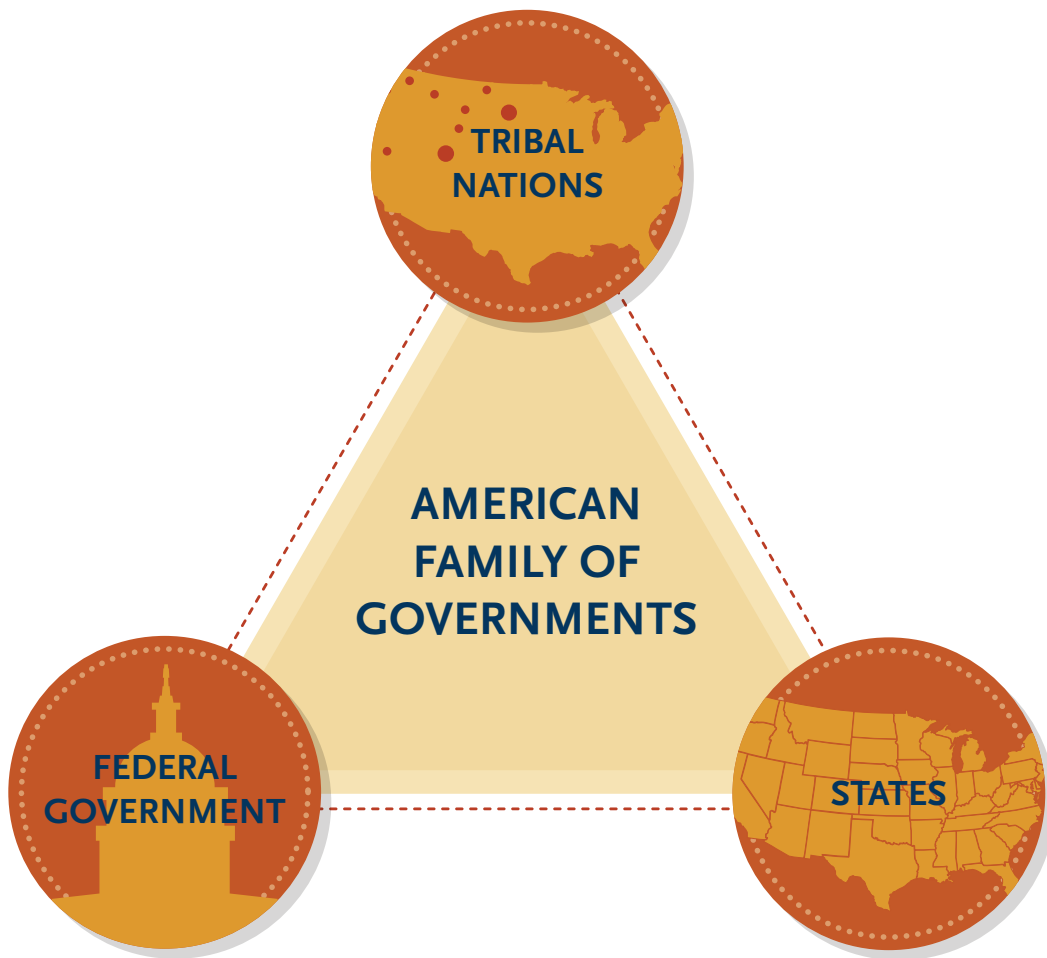 TRIBAL
NATIONS
AMERICAN
FAMILY OF
GOVERNMENTS
FEDERAL
GOVERNMENT
STATES